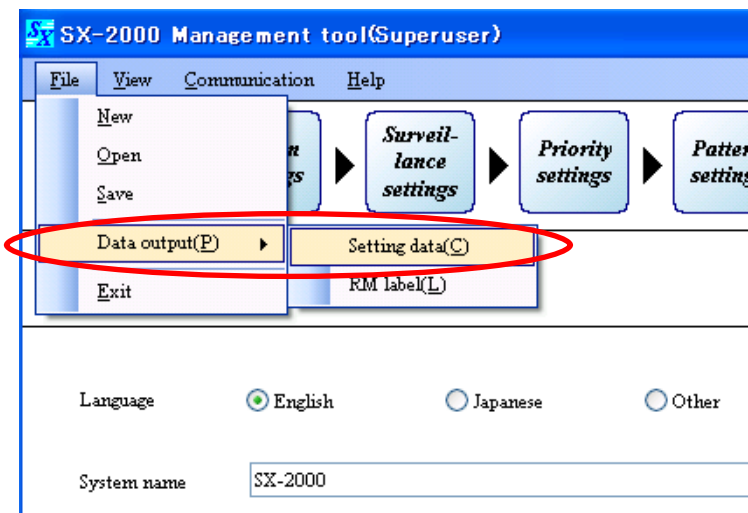 SX SX-2000 Management tool(Superuser)
File View Communication Help
New
Open
Save
Data output(P)
Exit
Setting data(C)
RM label(L)
Surveil-
lance
settings
Priority
settings
Language
English
Japanese
Other
System name
SX-2000